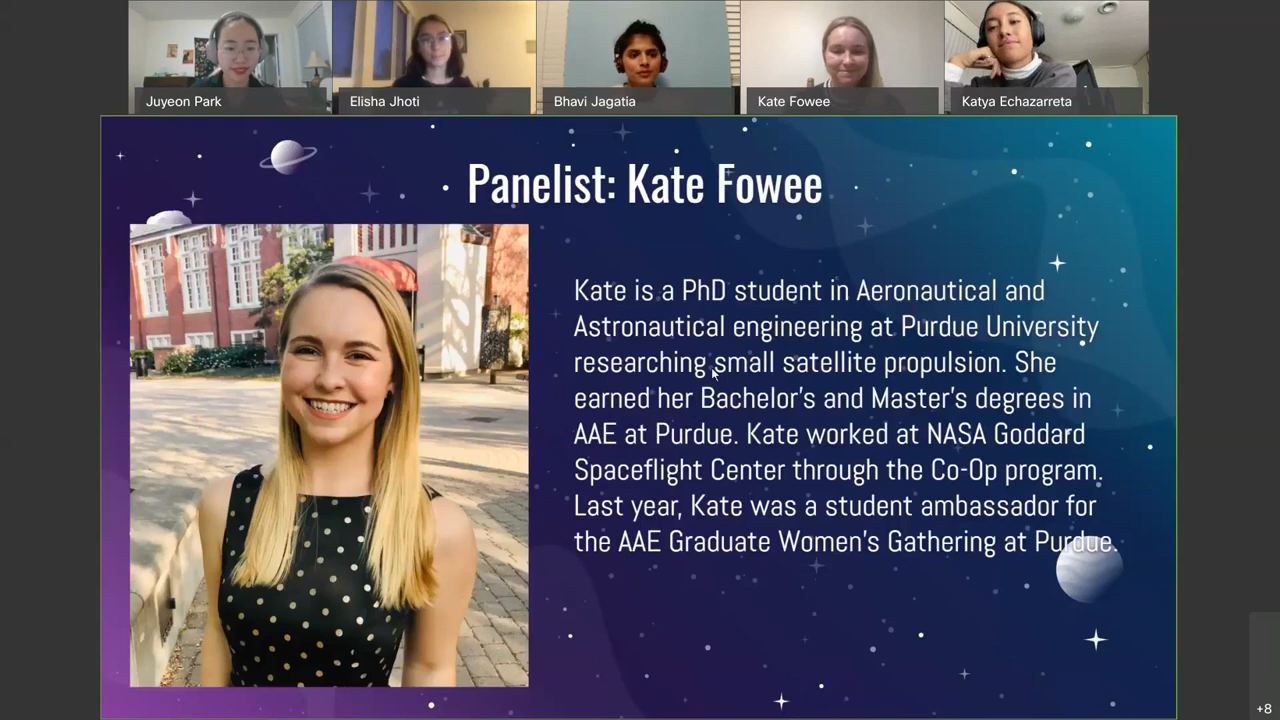 Juyeon Park
Elisha Jhoti
Bhavi Jagatia
Kate Fowee
Katya Echazarreta
Panelist: Kate Fowee
Kate is a PhD student in Aeronautical and
Astronautical engineering at Purdue University
researching small satellite propulsion. She
earned her Bachelor's and Master's degrees in
AAE at Purdue. Kate worked at NASA Goddard
Spaceflight Center through the Co-Op program.
Last year, Kate was a student ambassador for
the AAE Graduate Women's Gathering at Purdue.
+8